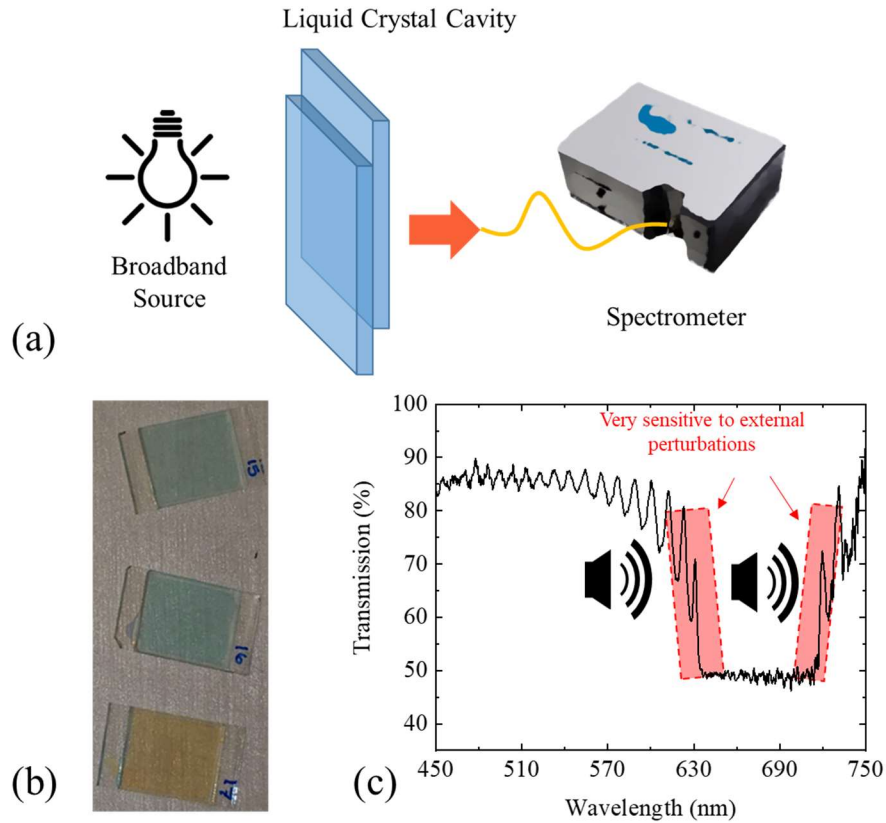 Liquid Crystal Cavity
Broadband
Source
Spectrometer
(a)
15
16
17
(b)
(c)
Very sensitive to external
perturbations
100
90
80
70
60
50
40
Transmission (%)
450 510 570 630 690 750
Wavelength (nm)